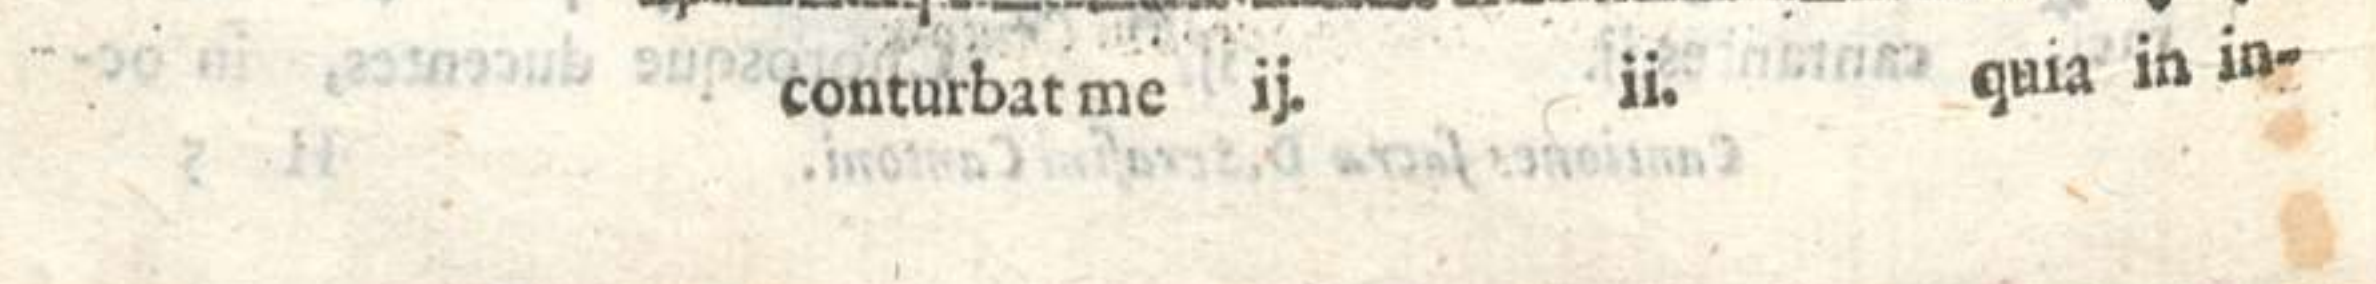 conturbat me ij. ii. quia in in-